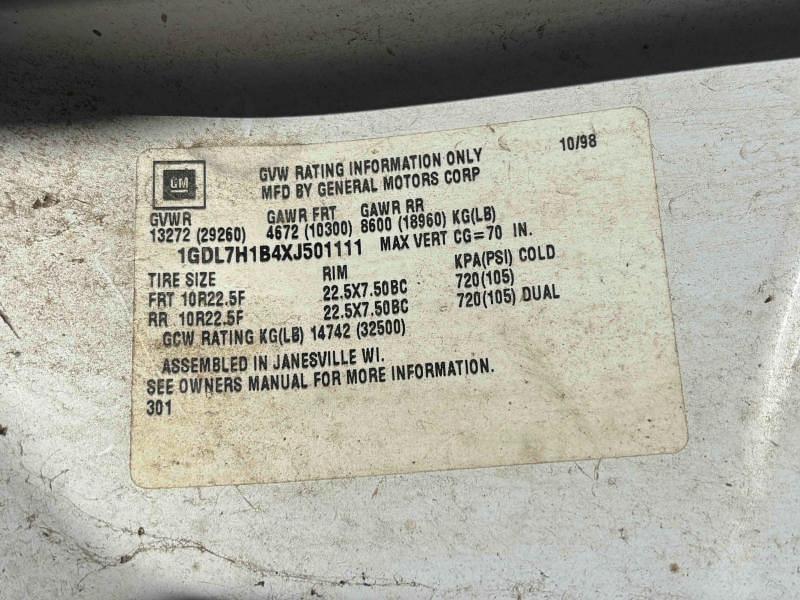 GM
GVW RATING INFORMATION ONLY 10/98
MFD BY GENERAL MOTORS CORP
GVWR GAWR FRT GAWR RR
13272 (29260) 4672 (10300) 8600 (18960) KG(LB)
1GDL7H1B4XJ501111 MAX VERT CG=70 IN.
TIRE SIZE RIM KPA(PSI) COLD
FRT 10R22.5F 22.5X7.50BC 720(105)
RR 10R22.5F 22.5X7.50BC 720(105) DUAL
GCW RATING KG(LB) 14742 (32500)
ASSEMBLED IN JANESVILLE WI.
SEE OWNERS MANUAL FOR MORE INFORMATION.
301